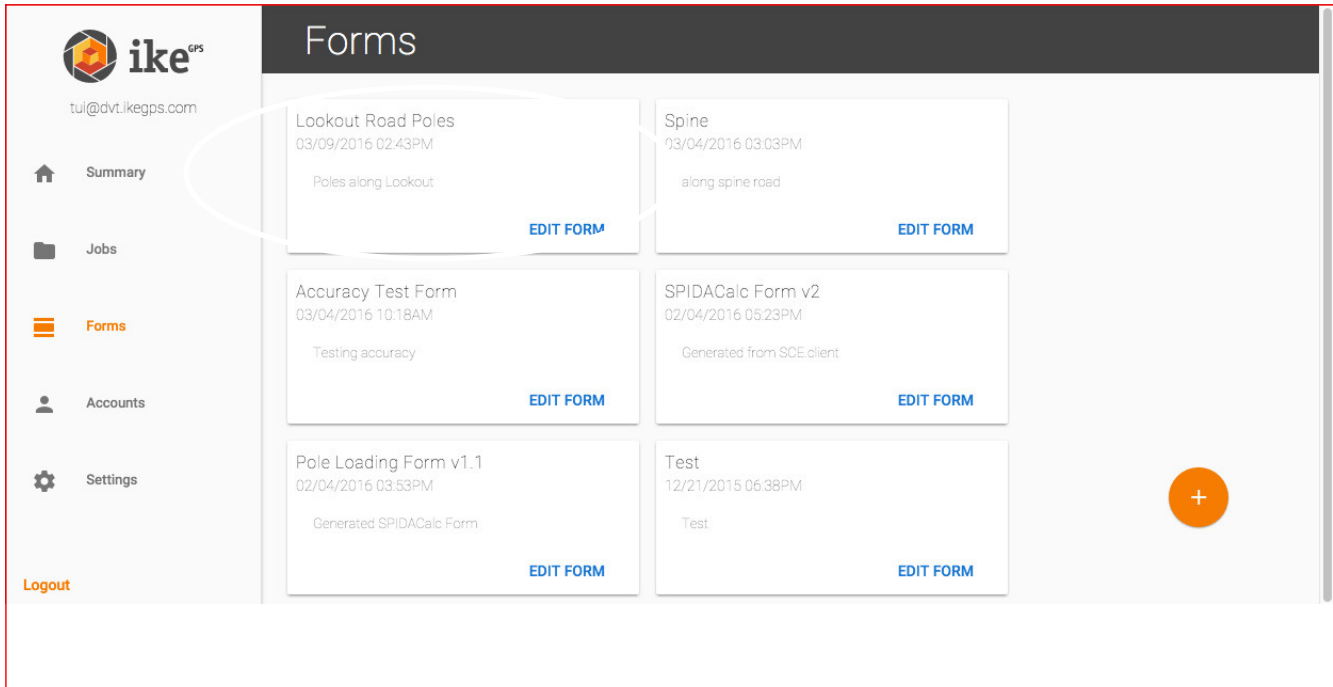 ike GPS
tui@dvt.ikegps.com
Summary
Jobs
Forms
Accounts
Settings
Logout
Forms
Lookout Road Poles
03/09/2016 02:43PM
Poles along Lookout
EDIT FORM
Spine
03/04/2016 03:03PM
along spine road
EDIT FORM
Accuracy Test Form
03/04/2016 10:18AM
Testing accuracy
EDIT FORM
SPIDACalc Form v2
02/04/2016 05:23PM
Generated from SCE.client
EDIT FORM
Pole Loading Form v1.1
02/04/2016 03:53PM
Generated SPIDACalc Form
EDIT FORM
Test
12/21/2015 06:38PM
Test
EDIT FORM
+